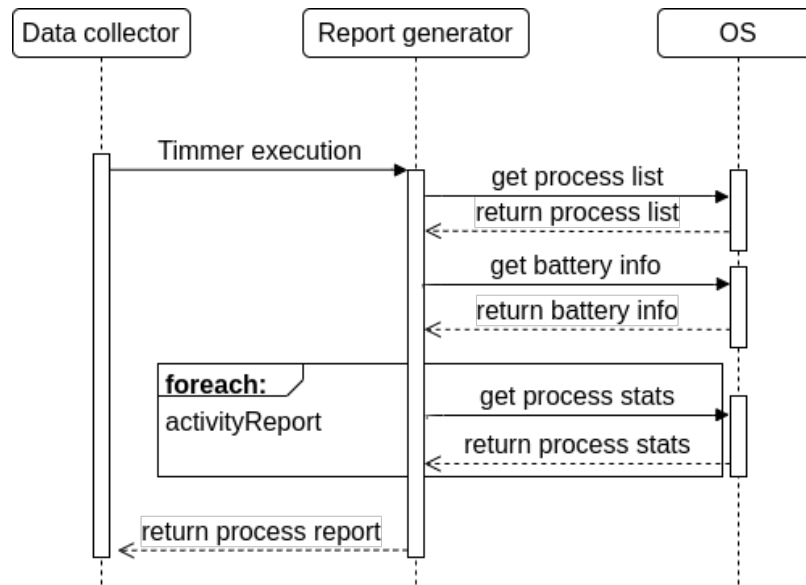 Data collector
Report generator
OS
Timmer execution
get process list
return process list
get battery info
return battery info
foreach:
get process stats
activityReport
return process stats
return process report